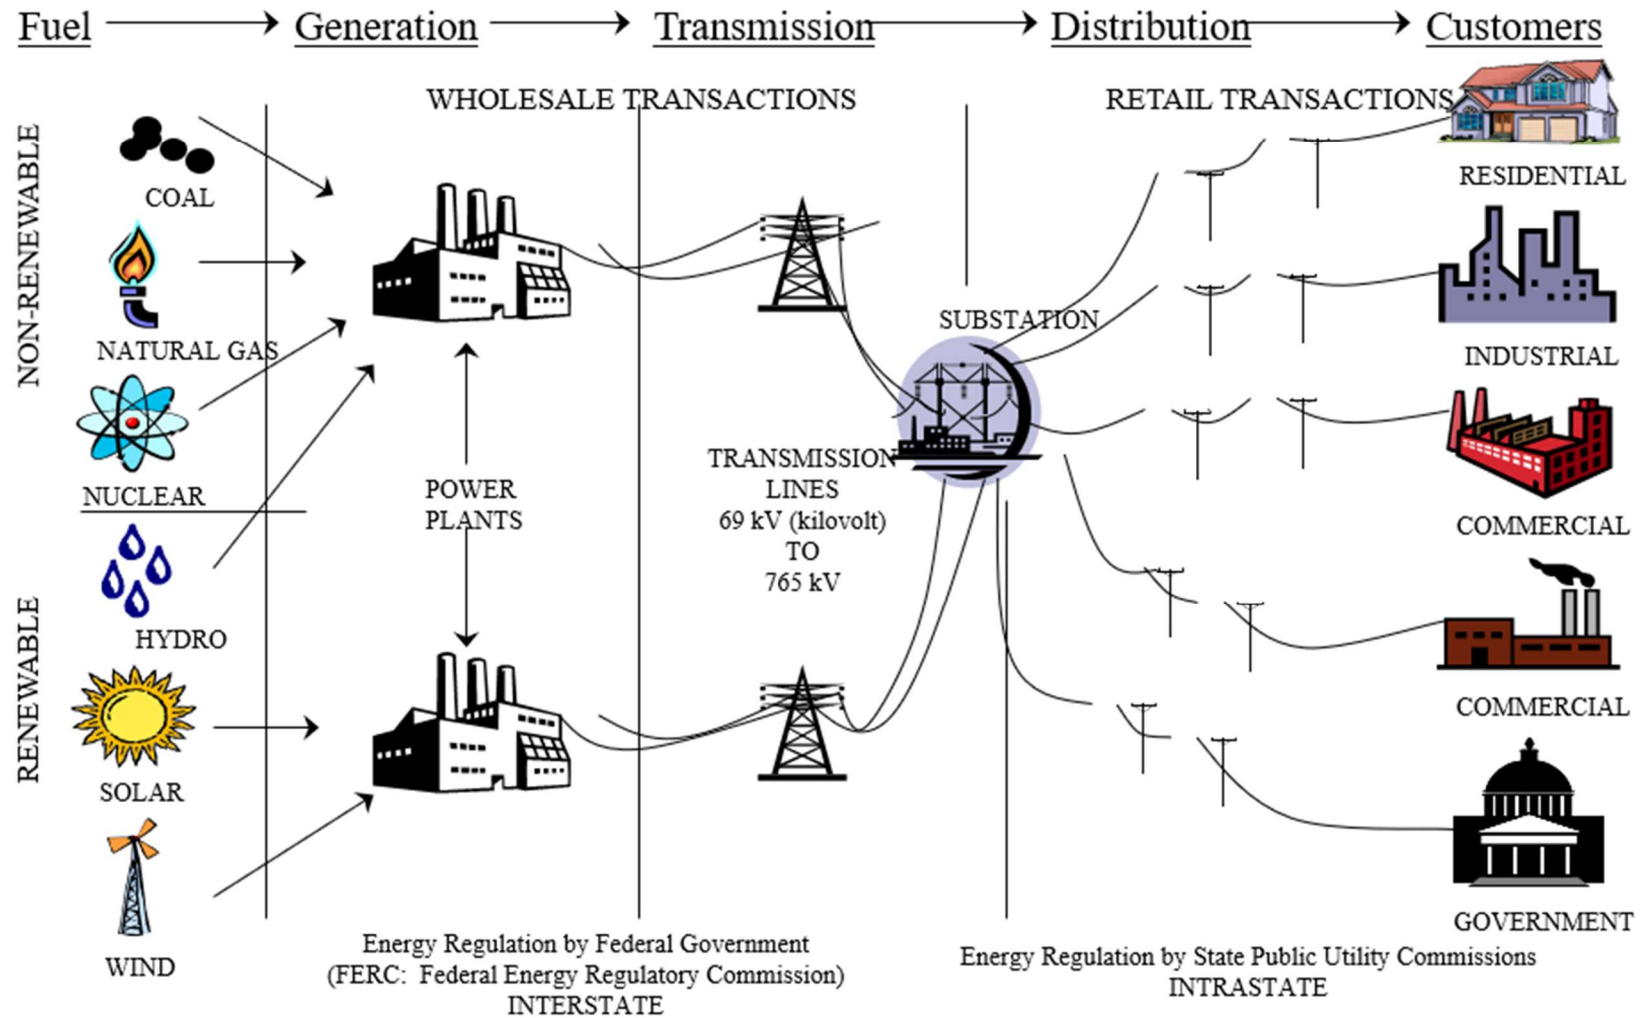 Fuel
Generation
Transmission
Distribution
Customers
WHOLESALE TRANSACTIONS
RETAIL TRANSACTIONS
NON-RENEWABLE
COAL
NATURAL GAS
NUCLEAR
RENEWABLE
HYDRO
SOLAR
WIND
POWER
PLANTS
TRANSMISSION
LINES
69 kV (kilovolt)
TO
765 kV
SUBSTATION
RESIDENTIAL
INDUSTRIAL
COMMERCIAL
COMMERCIAL
GOVERNMENT
Energy Regulation by Federal Government
(FERC:  Federal Energy Regulatory Commission)
INTERSTATE
Energy Regulation by State Public Utility Commissions
INTRASTATE